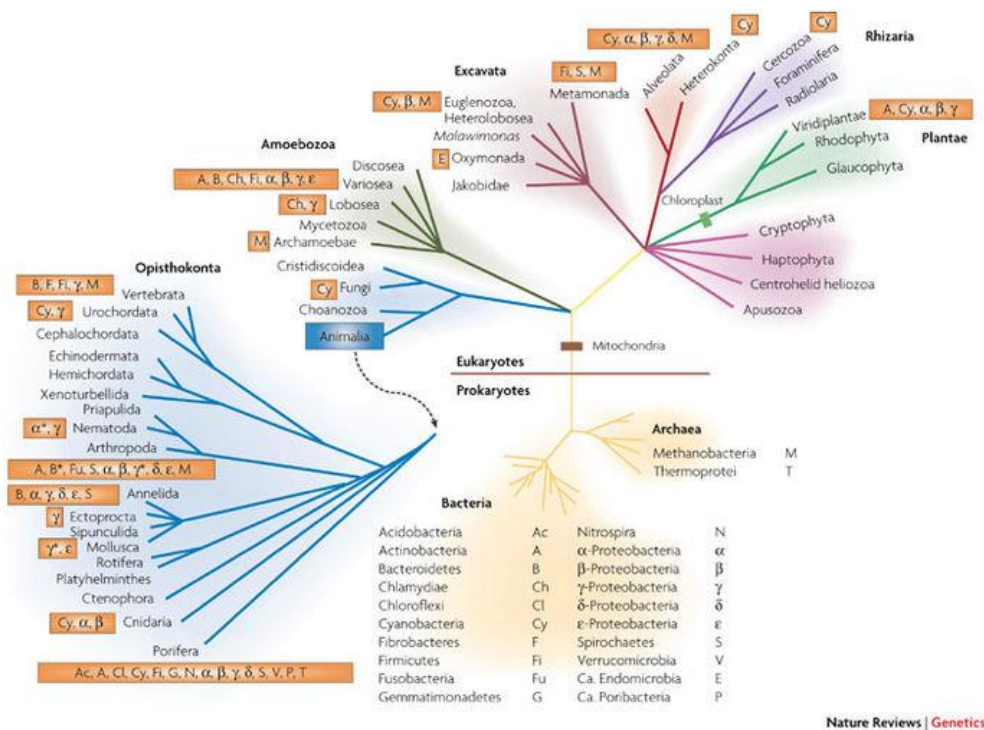 Cy
Cy
Rhizaria
Cy, α, β, γ, δ, M
Cercozoa
Foraminifera
Radiolaria
Alveolata
Heterokonta
Excavata
Fi, S, M
Metamonada
Cy, β, M
Euglenozoa,
Heterolobosea
Malawimonas
E
Oxymonada
Jakobidae
A, Cy, α, β, γ
Viridiplantae
Plantae
Rhodophyta
Glaucophyta
Chloroplast
Cryptophyta
Haptophyta
Centrohelid heliozoa
Apusozoa
Amoebozoa
Discosea
A, B, Ch, Fi, α, β, γ, ε
Variosea
Ch, γ
Lobosea
Mycetozoa
M
Archamoebae
Opisthokonta
Cristidiscoidea
Cy
Fungi
Choanozoa
Animalia
B, F, Fi, γ, M
Vertebrata
Cy, γ
Urochordata
Cephalochordata
Echinodermata
Hemichordata
Xenoturbellida
Priapulida
α*, γ
Nematoda
Arthropoda
A, B*, Fu, S, α, β, γ*, δ, ε, M
B, α, γ, δ, ε, S
Annelida
γ
Ectoprocta
Sipunculida
γ*, ε
Mollusca
Rotifera
Platyhelminthes
Ctenophora
Cy, α, β
Cnidaria
Porifera
Ac, A, Cl, Cy, Fi, G, N, α, β, γ, δ, S, V, P, T
Mitochondria
Eukaryotes
Prokaryotes
Archaea
Methanobacteria M
Thermoprotei T
Bacteria
Acidobacteria Ac Nitrospira N
Actinobacteria A α-Proteobacteria α
Bacteroidetes B β-Proteobacteria β
Chlamydiae Ch γ-Proteobacteria γ
Chloroflexi Cl δ-Proteobacteria δ
Cyanobacteria Cy ε-Proteobacteria ε
Fibrobacteres F Spirochaetes S
Firmicutes Fi Verrucomicrobia V
Fusobacteria Fu Ca. Endomicrobia E
Gemmatimonadetes G Ca. Poribacteria P
Nature Reviews | Genetics